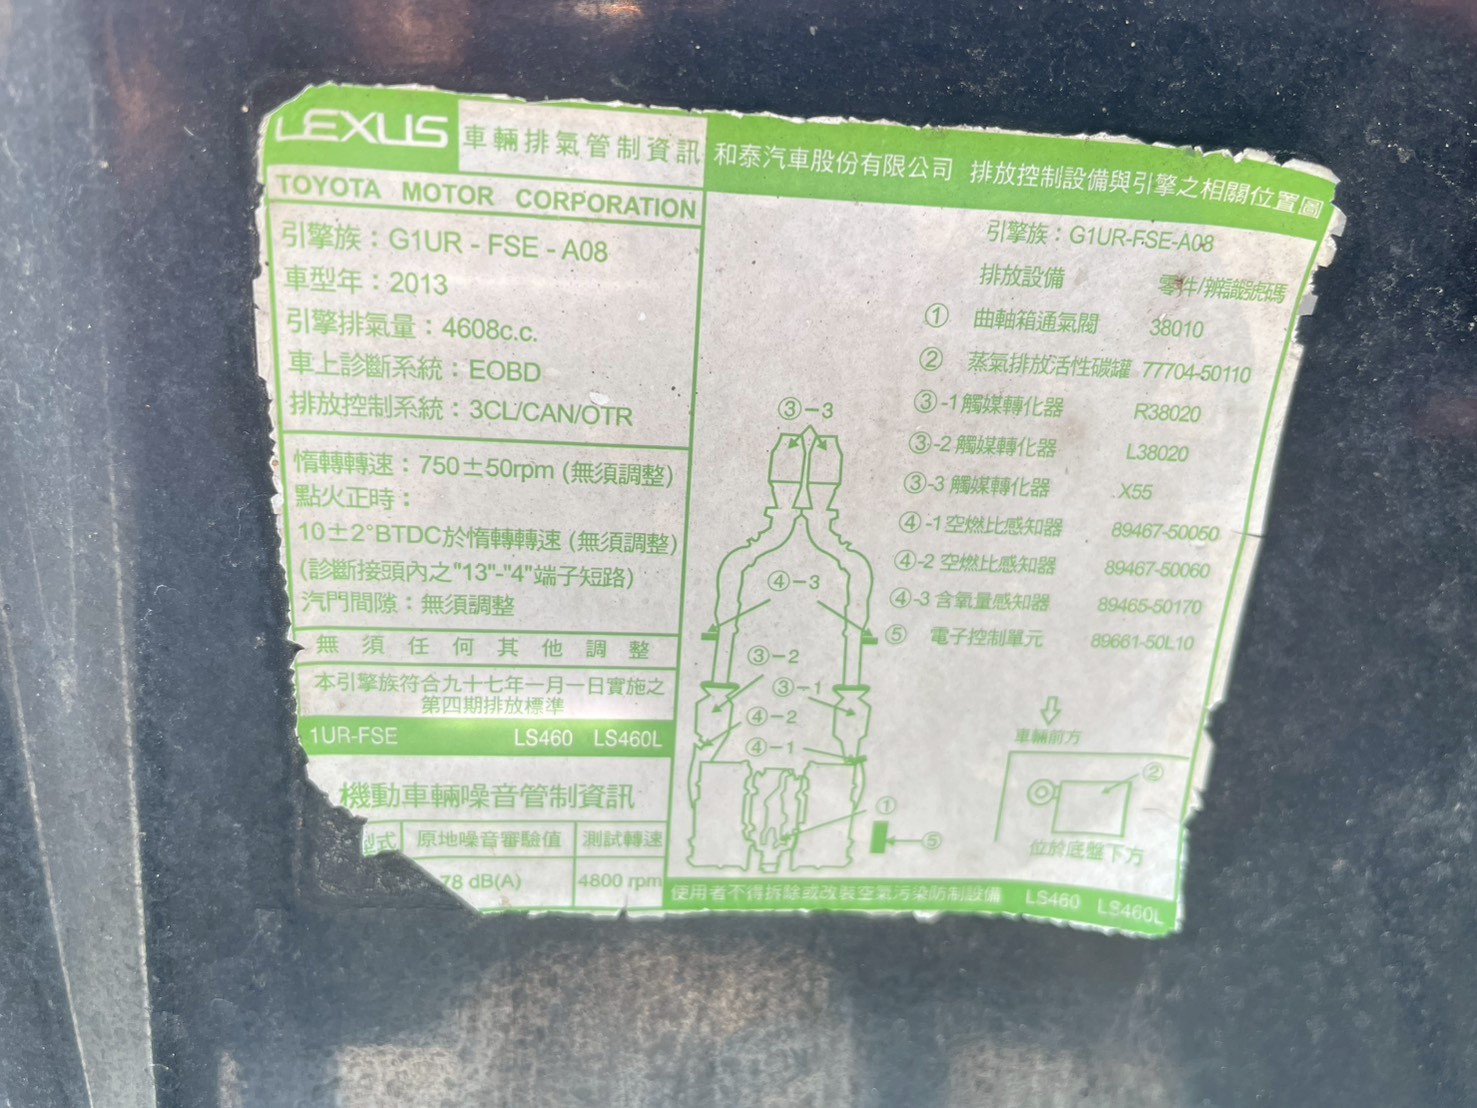 LEXUS 車輛排氣管制資訊
TOYOTA MOTOR CORPORATION
引擎族：G1UR - FSE - A08
車型年：2013
引擎排氣量：4608c.c.
車上診斷系統：EOBD
排放控制系統：3CL/CAN/OTR
惰轉轉速：750±50rpm (無須調整)
點火正時：
10±2°BTDC於惰轉轉速 (無須調整)
(診斷接頭內之"13"-"4"端子短路)
汽門間隙：無須調整
無須任何其他調整
本引擎族符合九十七年一月一日實施之
第四期排放標準
1UR-FSE LS460 LS460L
機動車輛噪音管制資訊
型式 原地噪音審驗值 測試轉速
78 dB(A) 4800 rpm
和泰汽車股份有限公司 排放控制設備與引擎之相關位置圖
引擎族：G1UR-FSE-A08
排放設備 零件/辨識號碼
① 曲軸箱通氣閥 38010
② 蒸氣排放活性碳罐 77704-50110
③-1觸媒轉化器 R38020
③-2觸媒轉化器 L38020
③-3觸媒轉化器 X55
④-1空燃比感知器 89467-50050
④-2空燃比感知器 89467-50060
④-3含氧量感知器 89465-50170
⑤ 電子控制單元 89661-50L10
③-3
④-3
③-2
③-1
④-2
④-1
①
⑤
車輛前方
②
位於底盤下方
使用者不得拆除或改裝空氣污染防制設備 LS460 LS460L